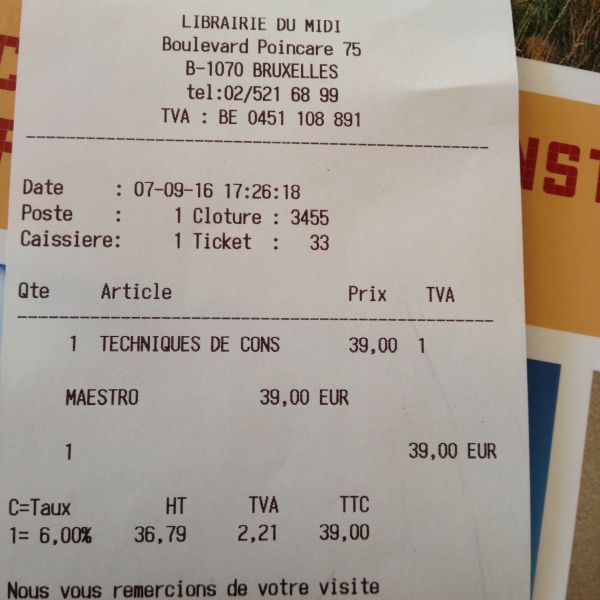 LIBRAIRIE DU MIDI
Boulevard Poincare 75
B-1070 BRUXELLES
tel:02/521 68 99
TVA : BE 0451 108 891
Date : 07-09-16 17:26:18
Poste : 1 Cloture : 3455
Caissiere: 1 Ticket : 33
Qte Article Prix TVA
1 TECHNIQUES DE CONS 39,00 1
MAESTRO 39,00 EUR
1 39,00 EUR
C=Taux HT TVA TTC
1= 6,00% 36,79 2,21 39,00
Nous vous remercions de votre visite